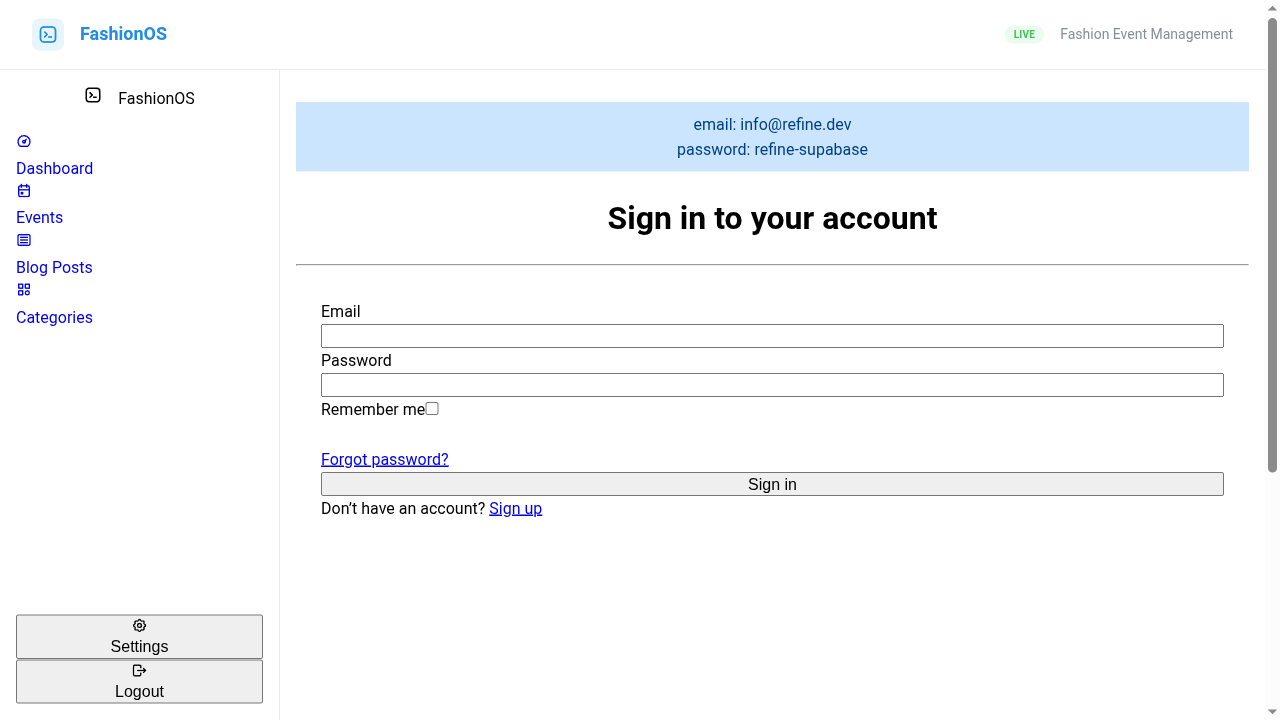 FashionOS
LIVE
Fashion Event Management
FashionOS
Dashboard
Events
Blog Posts
Categories
Settings
Logout
email: info@refine.dev
password: refine-supabase
Sign in to your account
Email
Password
Remember me
Forgot password?
Sign in
Don’t have an account? Sign up